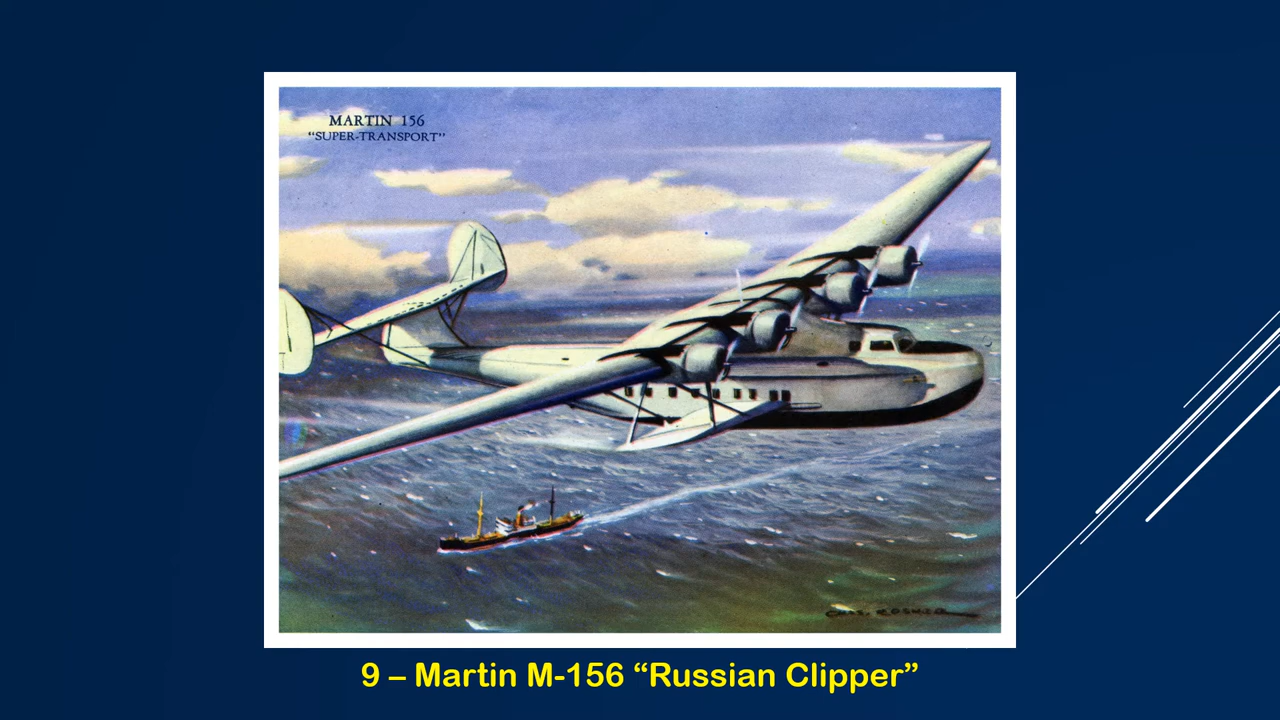 MARTIN 156
“SUPER-TRANSPORT”
9 – Martin M-156 “Russian Clipper”